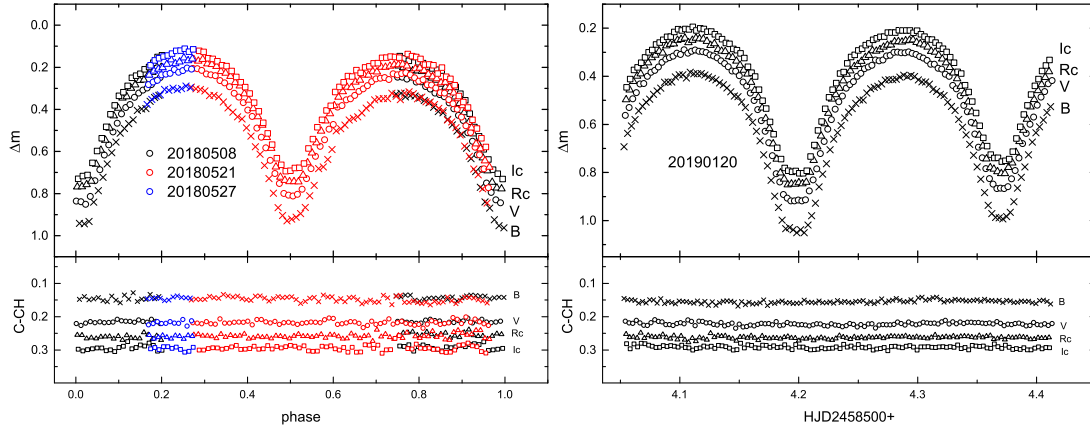 0.0
0.2
0.4
0.6
0.8
1.0
Δm
20180508
20180521
20180527
Ic
Rc
V
B
0.1
0.2
0.3
C-CH
B
V
Rc
Ic
0.0
0.2
0.4
0.6
0.8
1.0
phase
0.2
0.4
0.6
0.8
1.0
Δm
20190120
Ic
Rc
V
B
0.1
0.2
0.3
C-CH
B
V
Rc
Ic
4.1
4.2
4.3
4.4
HJD2458500+